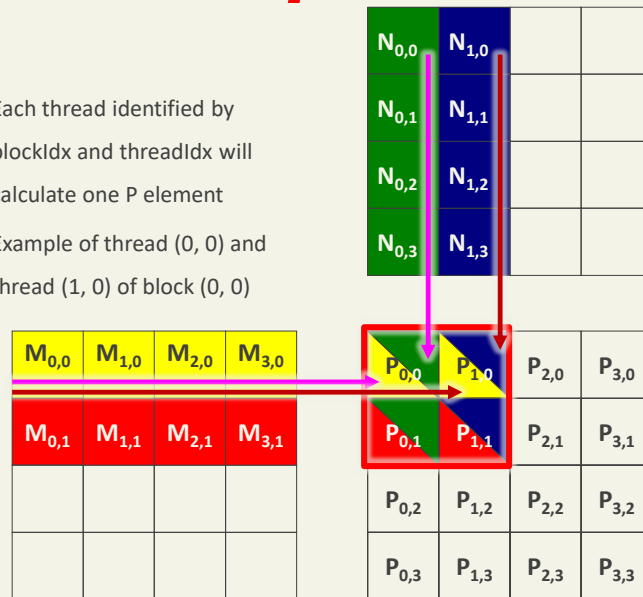 N0,0 N1,0
Each thread identified by
N0,1 N1,1
blockIdx and threadIdx will
calculate one P element
N0,2 N1,2
Example of thread (0, 0) and
N0,3 N1,3
thread (1, 0) of block (0, 0)
M0,0 M1,0 M2,0 M3,0
P0,0 P1,0 P2,0 P3,0
M0,1 M1,1 M2,1 M3,1
P0,1 P1,1 P2,1 P3,1
P0,2 P1,2 P2,2 P3,2
P0,3 P1,3 P2,3 P3,3